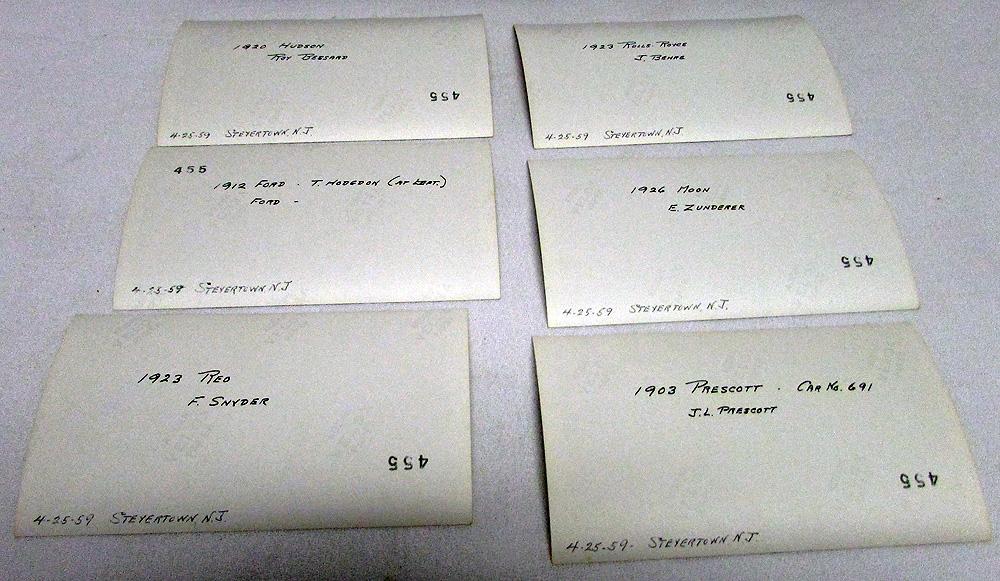 1920 HUDSON
ROY BESSARD
455
4-25-59 STEYERTOWN, N.J.
1923 ROLLS-ROYCE
J. BEHRE
455
4-25-59 STEYERTOWN, N.J.
455
1912 FORD - T. HODGDON (AT LEFT.)
FORD -
4-25-59 STEYERTOWN N.J.
1926 MOON
E. ZUNDERER
455
4-25-59 STEYERTOWN, N.J.
1923 REO
F. SNYDER
455
4-25-59 STEYERTOWN, N.J.
1903 PRESCOTT - CAR NO. 691
J.L. PRESCOTT
455
4-25-59- STEYERTOWN N.J.